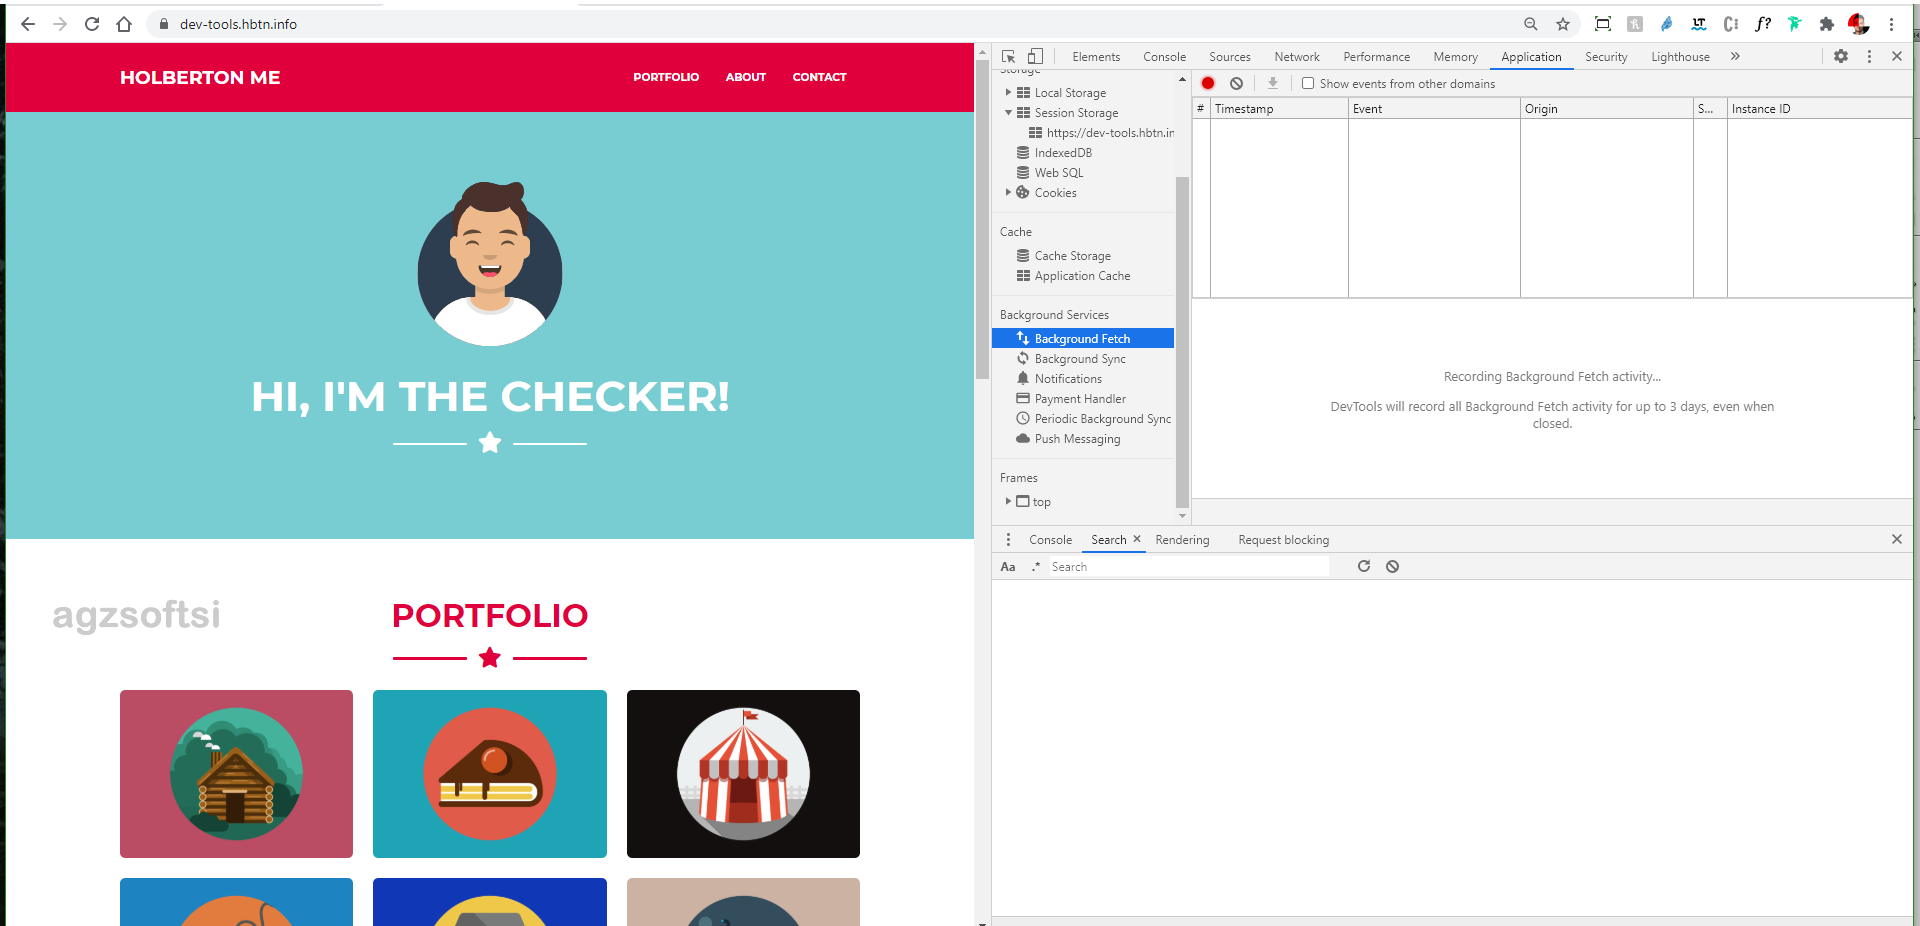 dev-tools.hbtn.info
HOLBERTON ME
PORTFOLIO ABOUT CONTACT
HI, I'M THE CHECKER!
agzsoftsi
PORTFOLIO
Elements Console Sources Network Performance Memory Application Security Lighthouse
Storage
Local Storage
Session Storage
https://dev-tools.hbtn.in
IndexedDB
Web SQL
Cookies
Cache
Cache Storage
Application Cache
Background Services
Background Fetch
Background Sync
Notifications
Payment Handler
Periodic Background Sync
Push Messaging
Frames
top
Show events from other domains
# Timestamp Event Origin S... Instance ID
Recording Background Fetch activity...
DevTools will record all Background Fetch activity for up to 3 days, even when
closed.
Console Search Rendering Request blocking
Aa .* Search